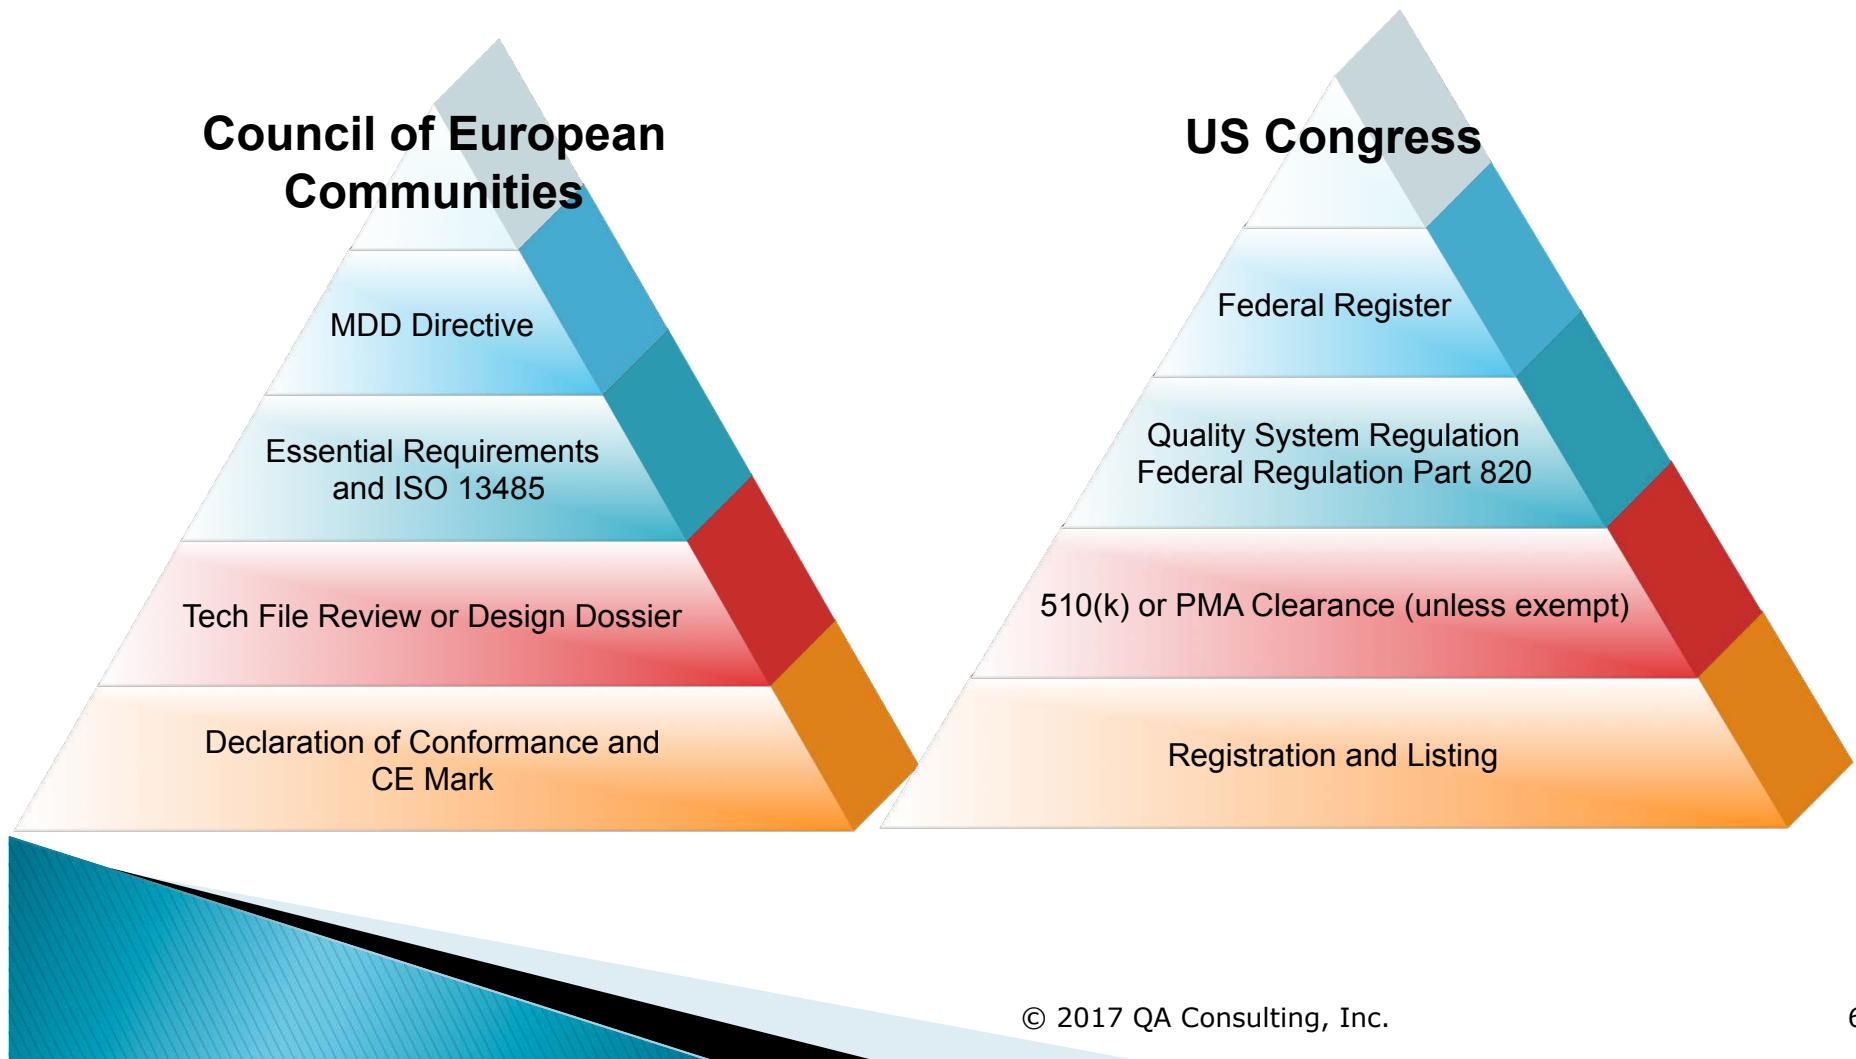 Council of European
Communities
MDD Directive
Essential Requirements
and ISO 13485
Tech File Review or Design Dossier
Declaration of Conformance and
CE Mark
US Congress
Federal Register
Quality System Regulation
Federal Regulation Part 820
510(k) or PMA Clearance (unless exempt)
Registration and Listing
© 2017 QA Consulting, Inc.
6